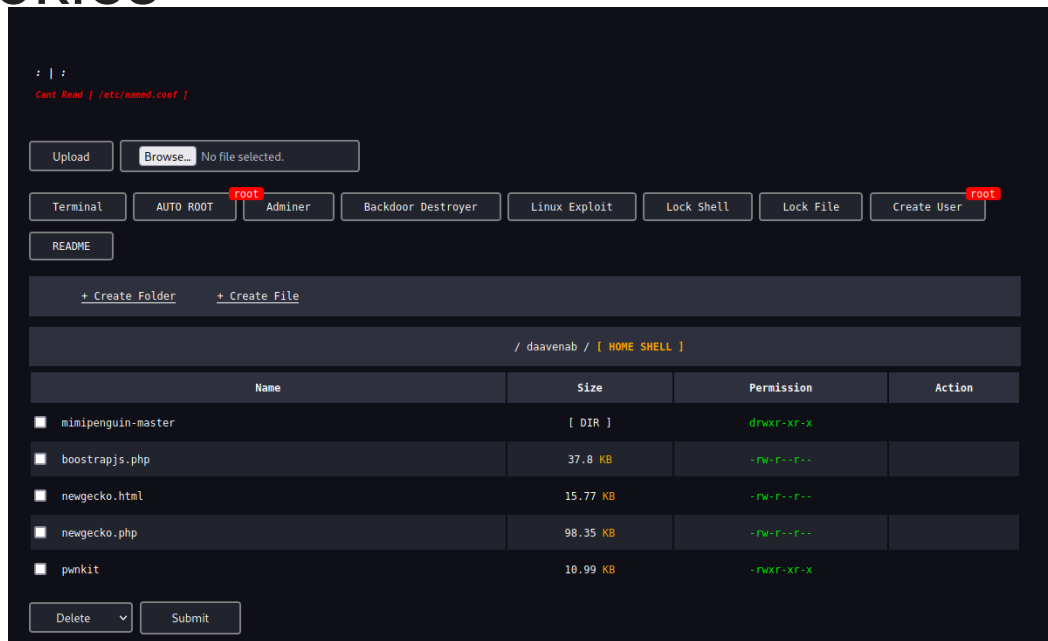 : | :
Cant Read [ /etc/named.conf ]
Upload Browse... No file selected.
Terminal AUTO ROOT root Adminer Backdoor Destroyer Linux Exploit Lock Shell Lock File Create User root
README
+ Create Folder + Create File
/ daavenab / [ HOME SHELL ]
Name Size Permission Action
mimipenguin-master [ DIR ] drwxr-xr-x
boostrapjs.php 37.8 KB -rw-r--r--
newgecko.html 15.77 KB -rw-r--r--
newgecko.php 98.35 KB -rw-r--r--
pwnkit 10.99 KB -rwxr-xr-x
Delete Submit